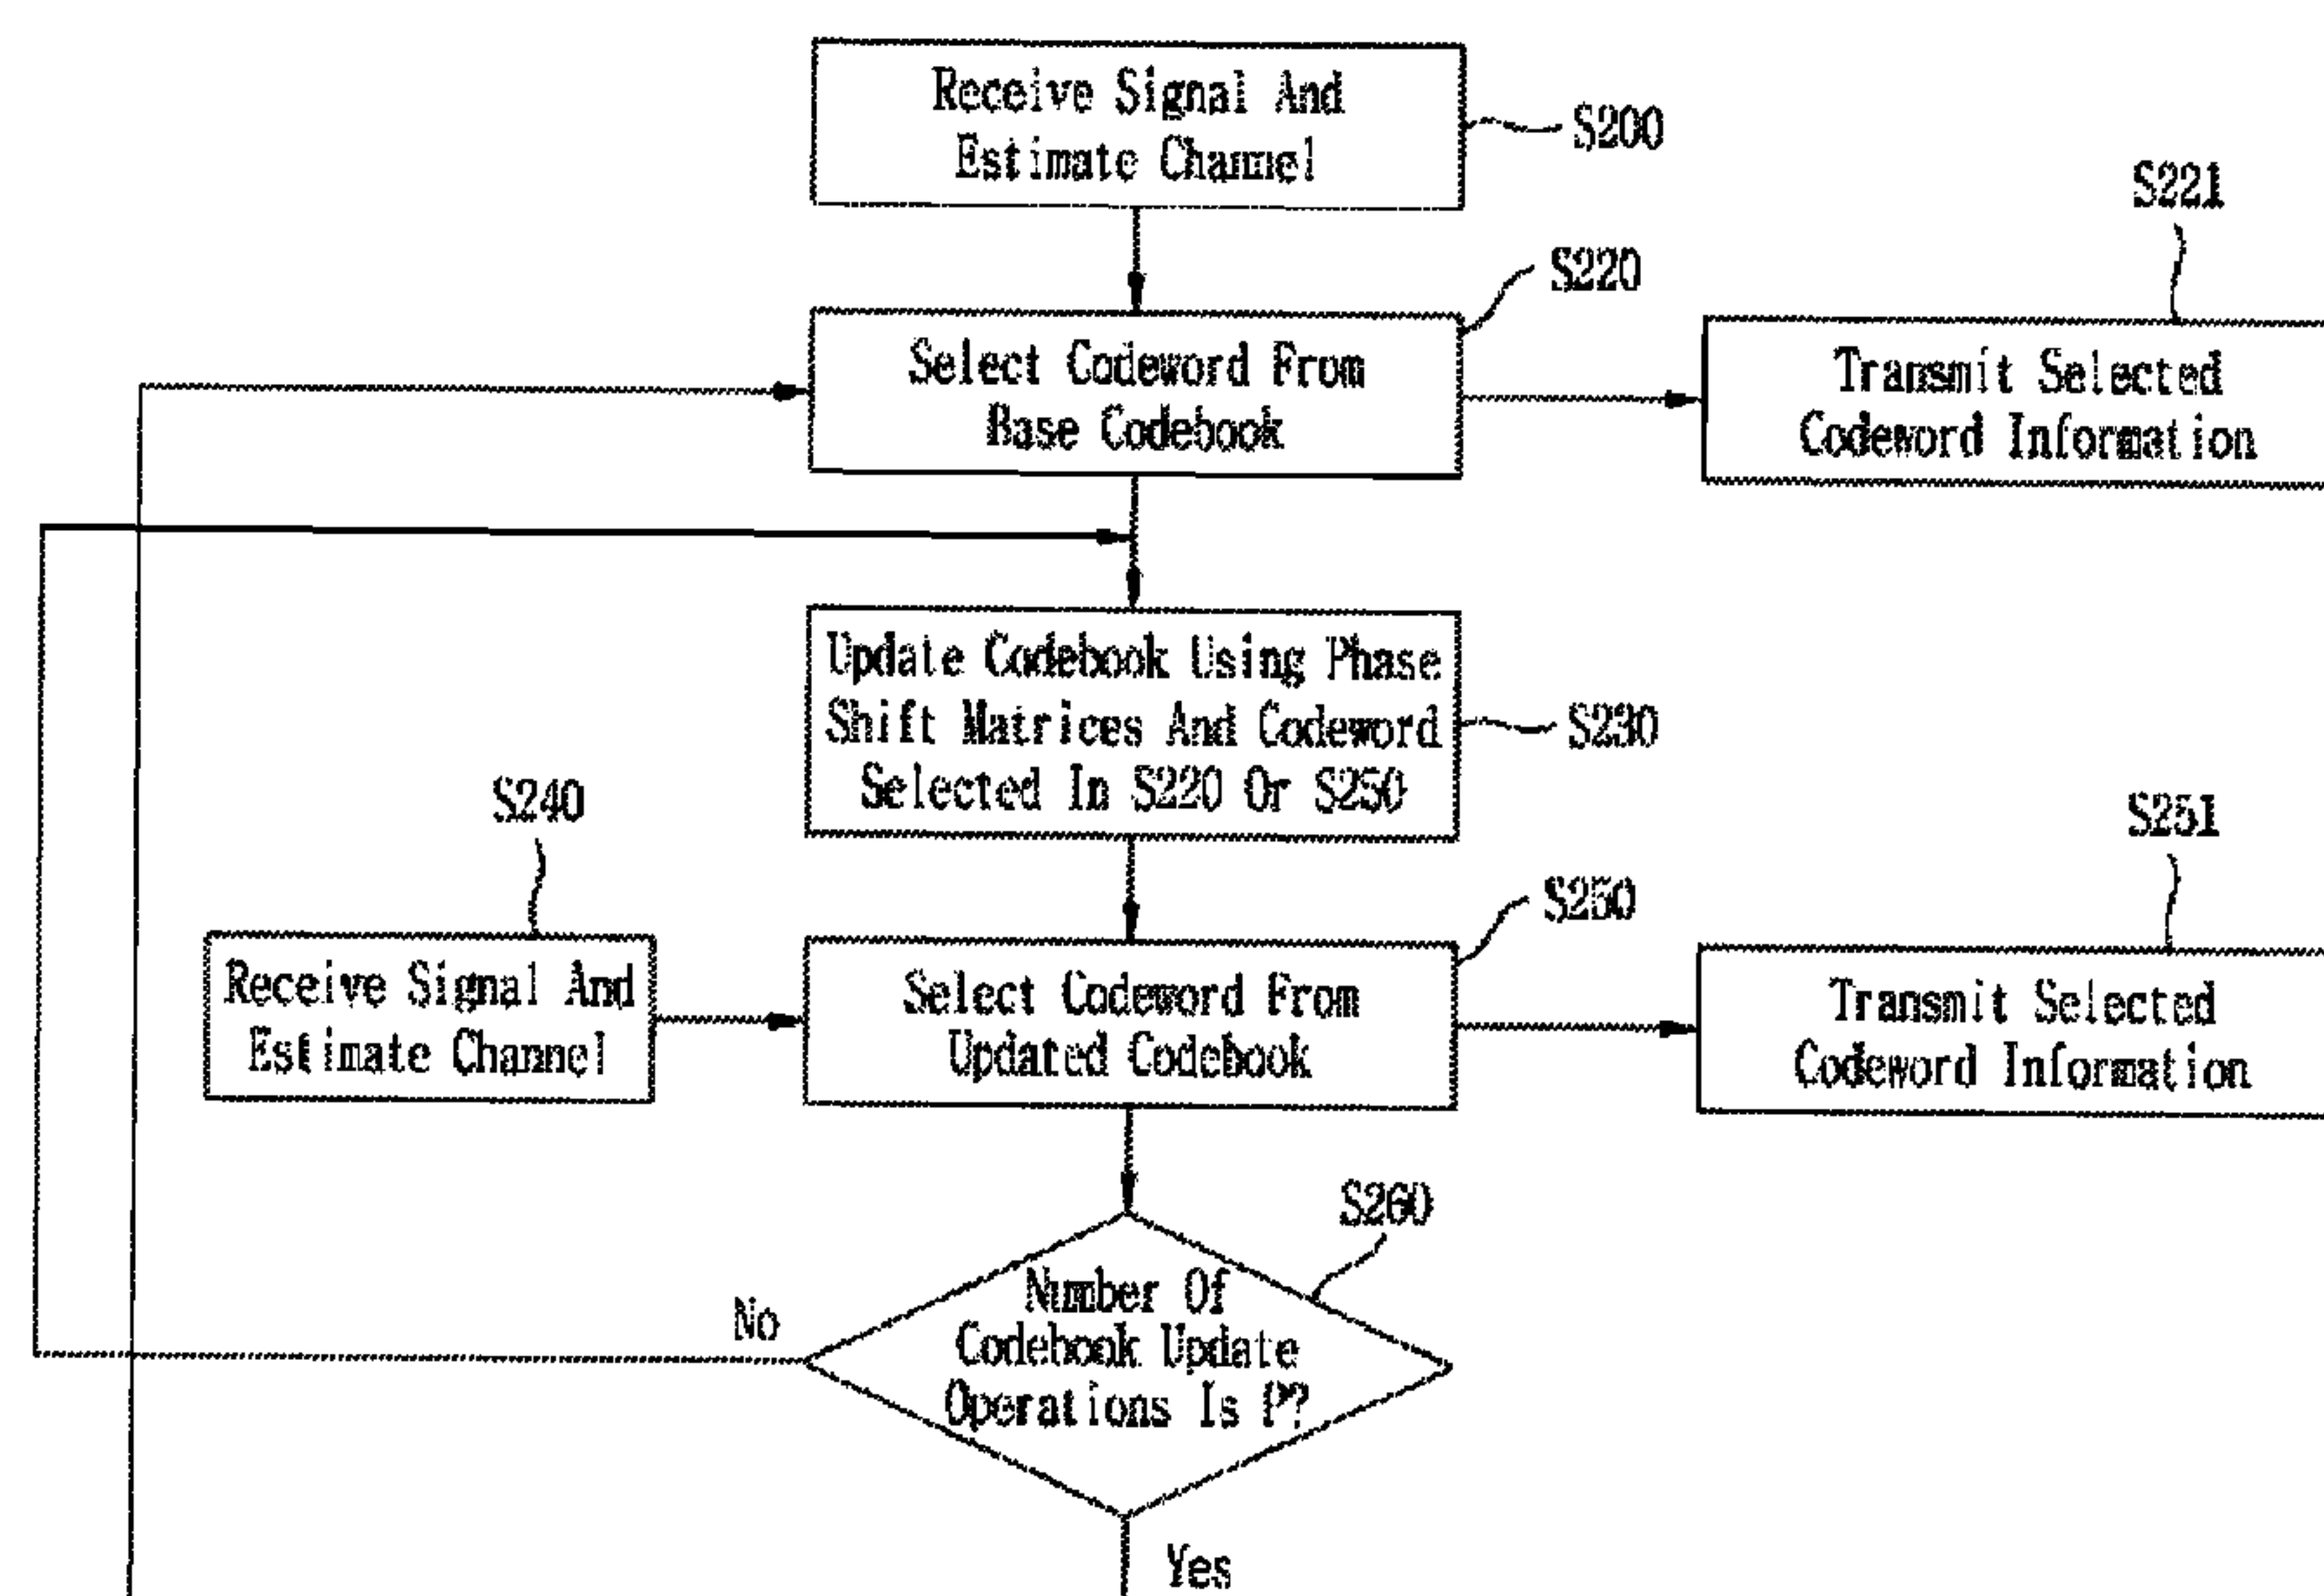 Receive Signal And
Estimate Channel
S200
S221
S220
Select Codeword From
Base Codebook
Transmit Selected
Codeword Information
Update Codebook Using Phase
Shift Matrices And Codeword
Selected In S220 Or S250
S230
S240
S251
S250
Receive Signal And
Estimate Channel
Select Codeword From
Updated Codebook
Transmit Selected
Codeword Information
S260
No
Number Of
Codebook Update
Operations Is P?
Yes